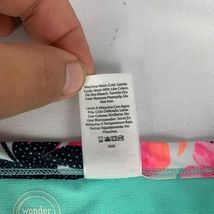 Machine Wash Cold, Gentle
Cycle. Wash With Like Colors.
Do Not Bleach. Tumble Dry
Low. Remove Promptly. Do
Not Iron.
Lavar A Máquina Con Agua
Fría. Ciclo Delicado. Lavar
Con Colores Similares. No
Usar Blanqueador. Secar
A Temperatura Baja.
Retirar Rápidamente. No
Planchar.
wonder